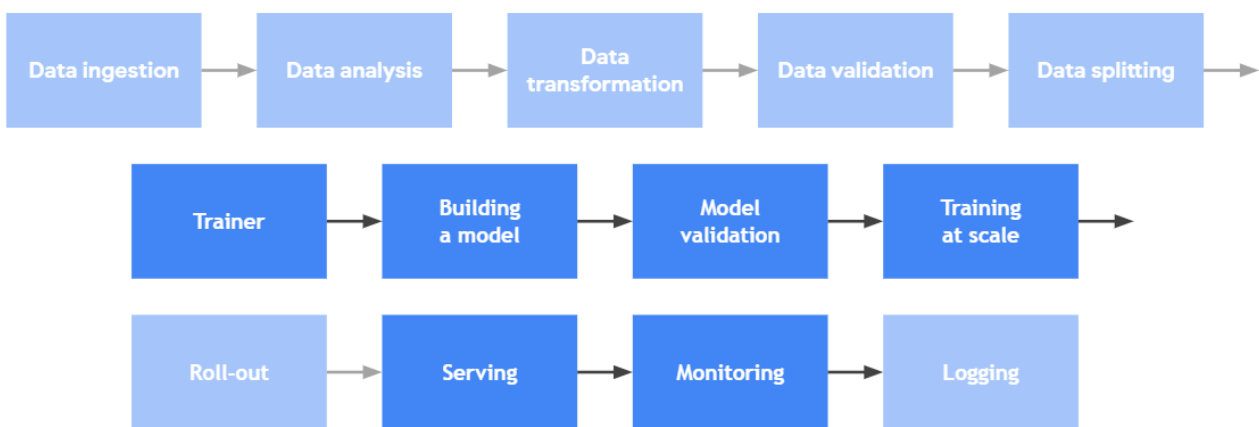 Data ingestion
Data analysis
Data
transformation
Data validation
Data splitting
Trainer
Building
a model
Model
validation
Training
at scale
Roll-out
Serving
Monitoring
Logging